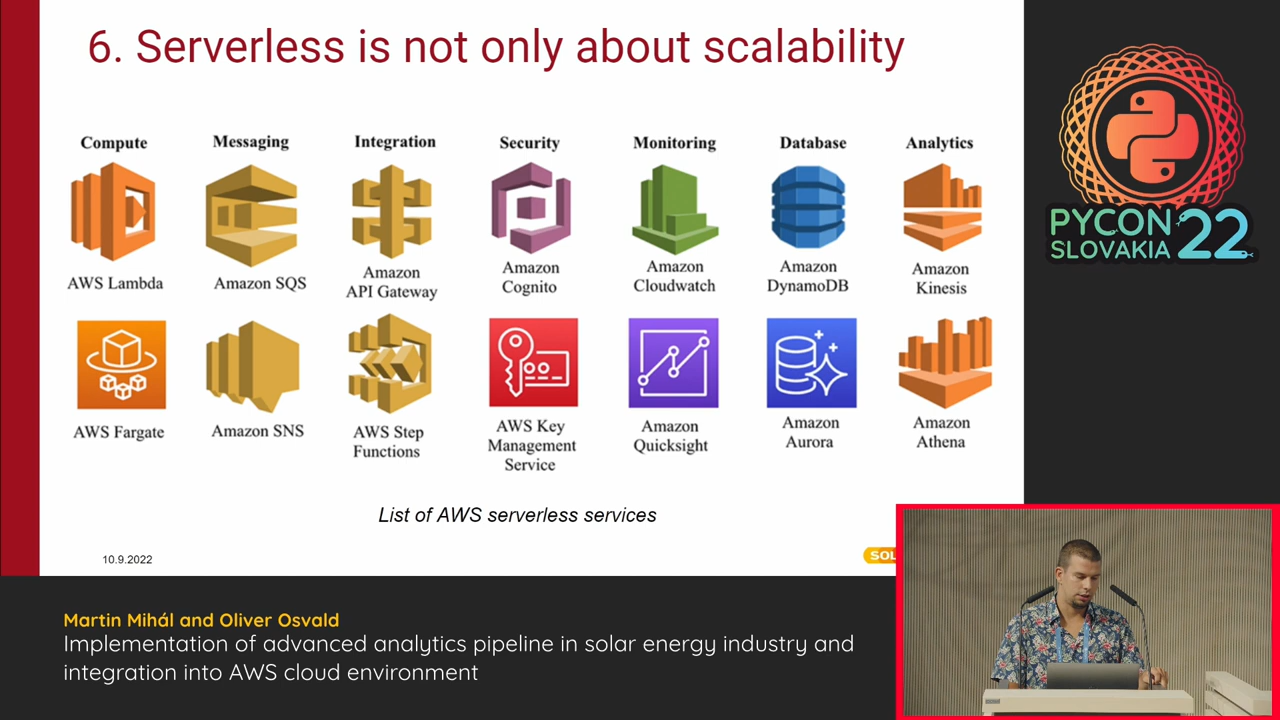 6. Serverless is not only about scalability
Compute
Messaging
Integration
Security
Monitoring
Database
Analytics
AWS Lambda
Amazon SQS
Amazon
API Gateway
Amazon
Cognito
Amazon
Cloudwatch
Amazon
DynamoDB
Amazon
Kinesis
AWS Fargate
Amazon SNS
AWS Step
Functions
AWS Key
Management
Service
Amazon
Quicksight
Amazon
Aurora
Amazon
Athena
List of AWS serverless services
10.9.2022
SOL
PYCON
SLOVAKIA
22
Martin Mihál and Oliver Osvald
Implementation of advanced analytics pipeline in solar energy industry and
integration into AWS cloud environment